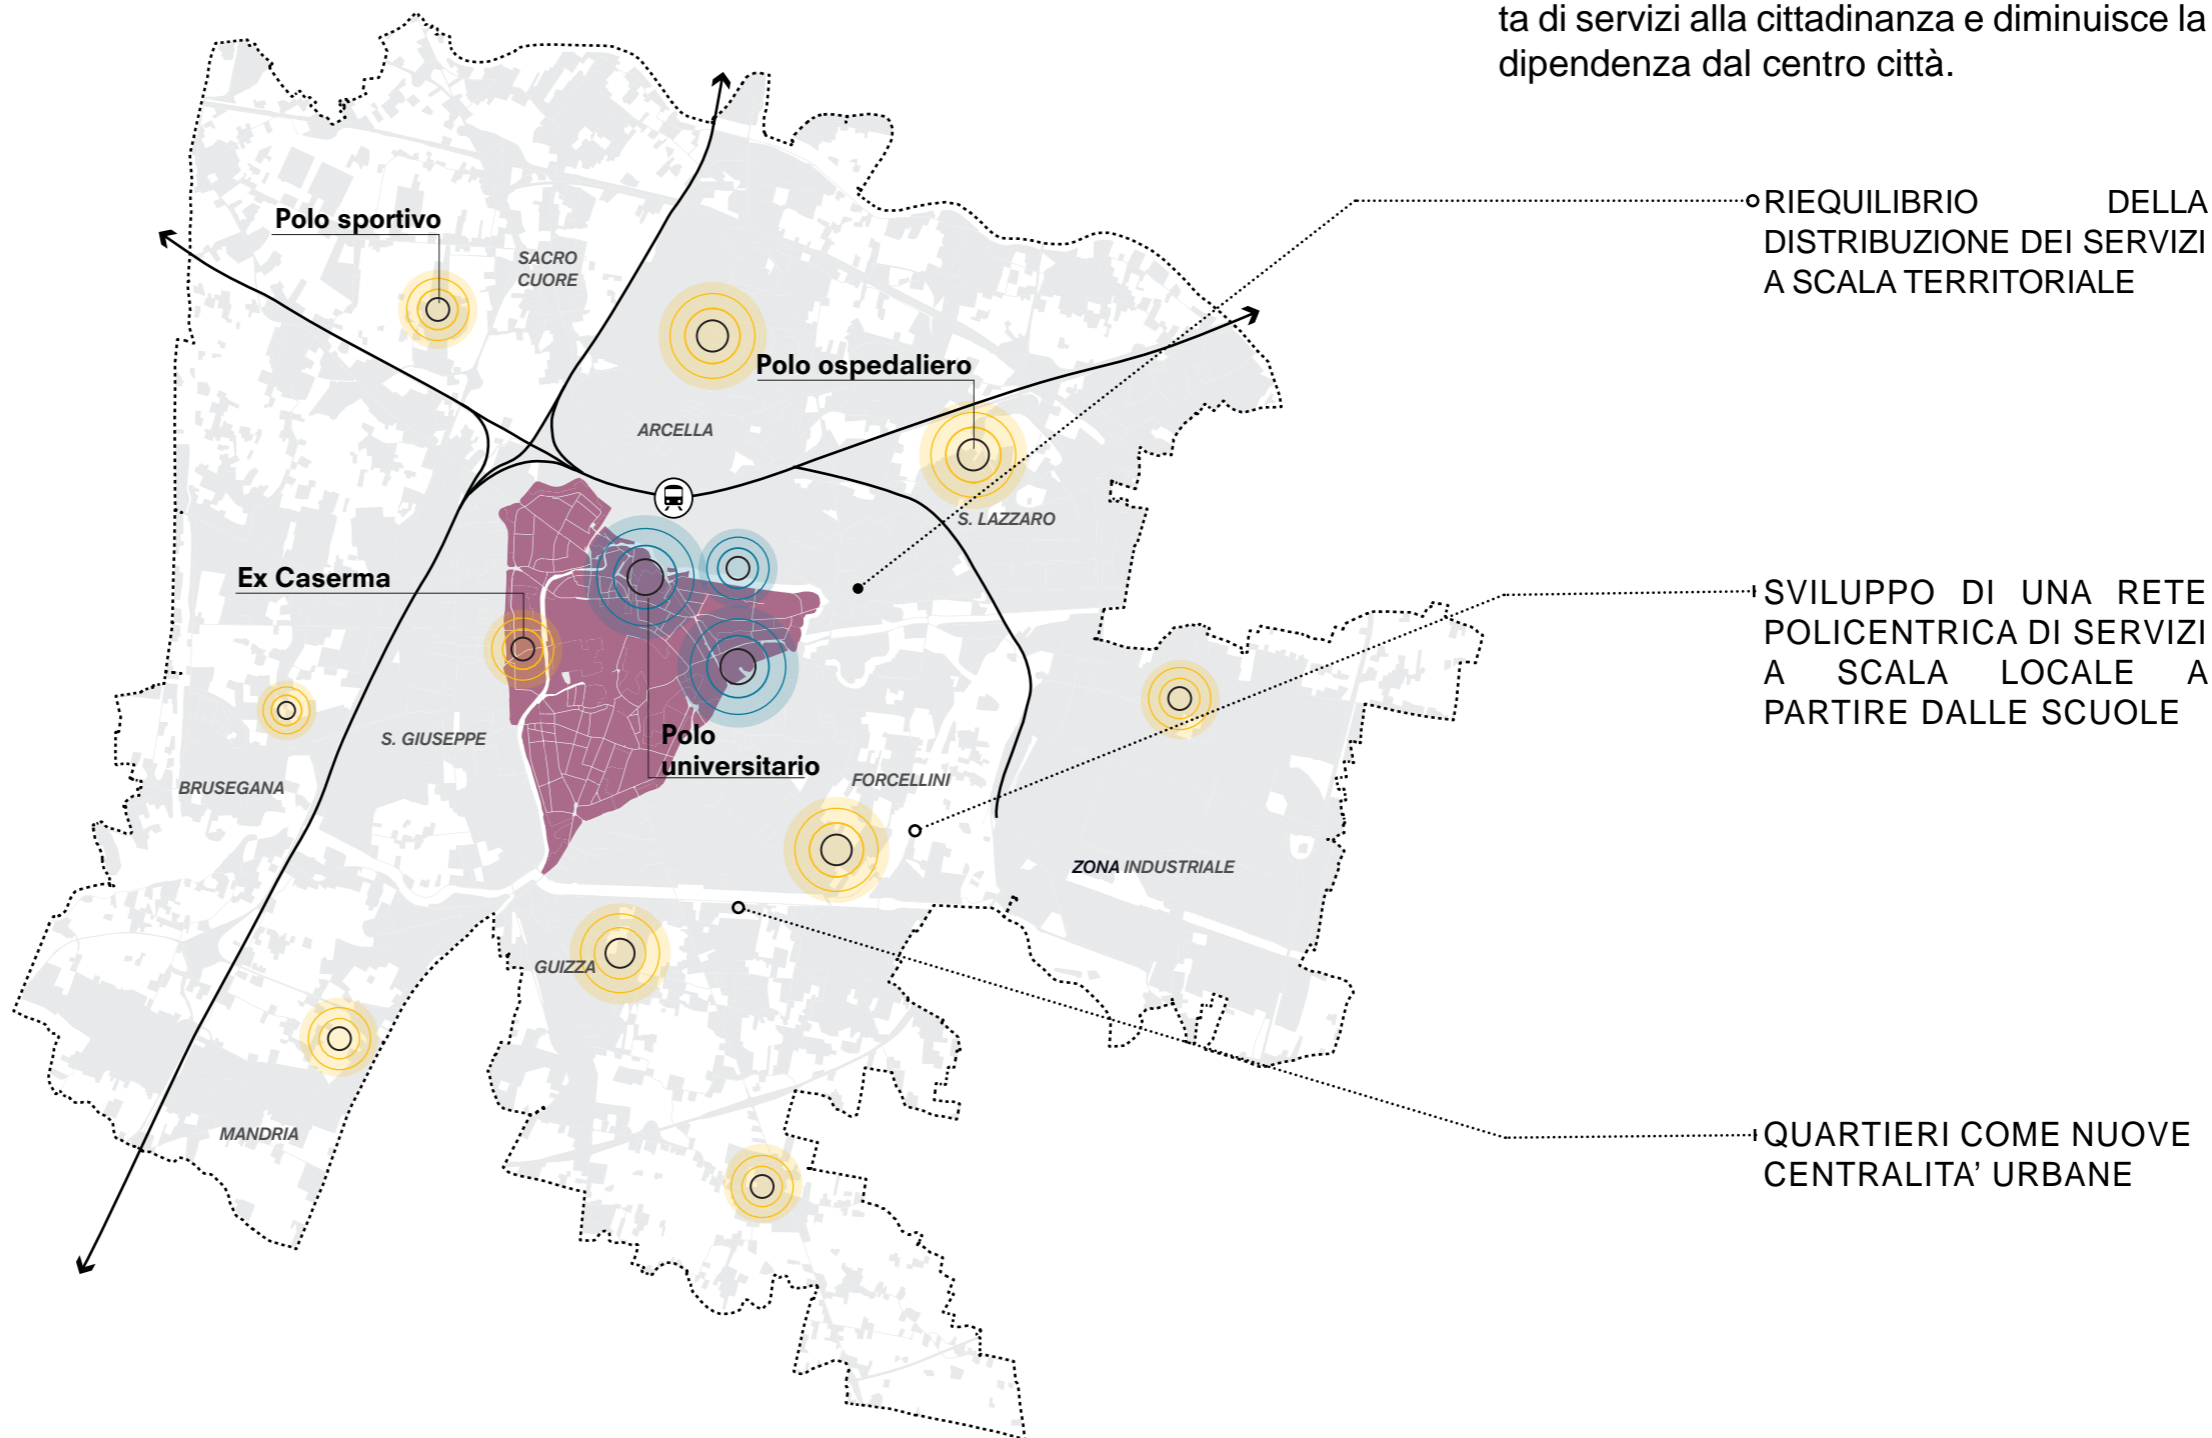 ta di servizi alla cittadinanza e diminuisce la
dipendenza dal centro città.
RIEQUILIBRIO DELLA
DISTRIBUZIONE DEI SERVIZI
A SCALA TERRITORIALE
SVILUPPO DI UNA RETE
POLICENTRICA DI SERVIZI
A SCALA LOCALE A
PARTIRE DALLE SCUOLE
QUARTIERI COME NUOVE
CENTRALITA’ URBANE
Polo sportivo
SACRO
CUORE
Polo ospedaliero
ARCELLA
S. LAZZARO
Ex Caserma
S. GIUSEPPE
Polo
universitario
BRUSEGANA
FORCELLINI
ZONA INDUSTRIALE
GUIZZA
MANDRIA